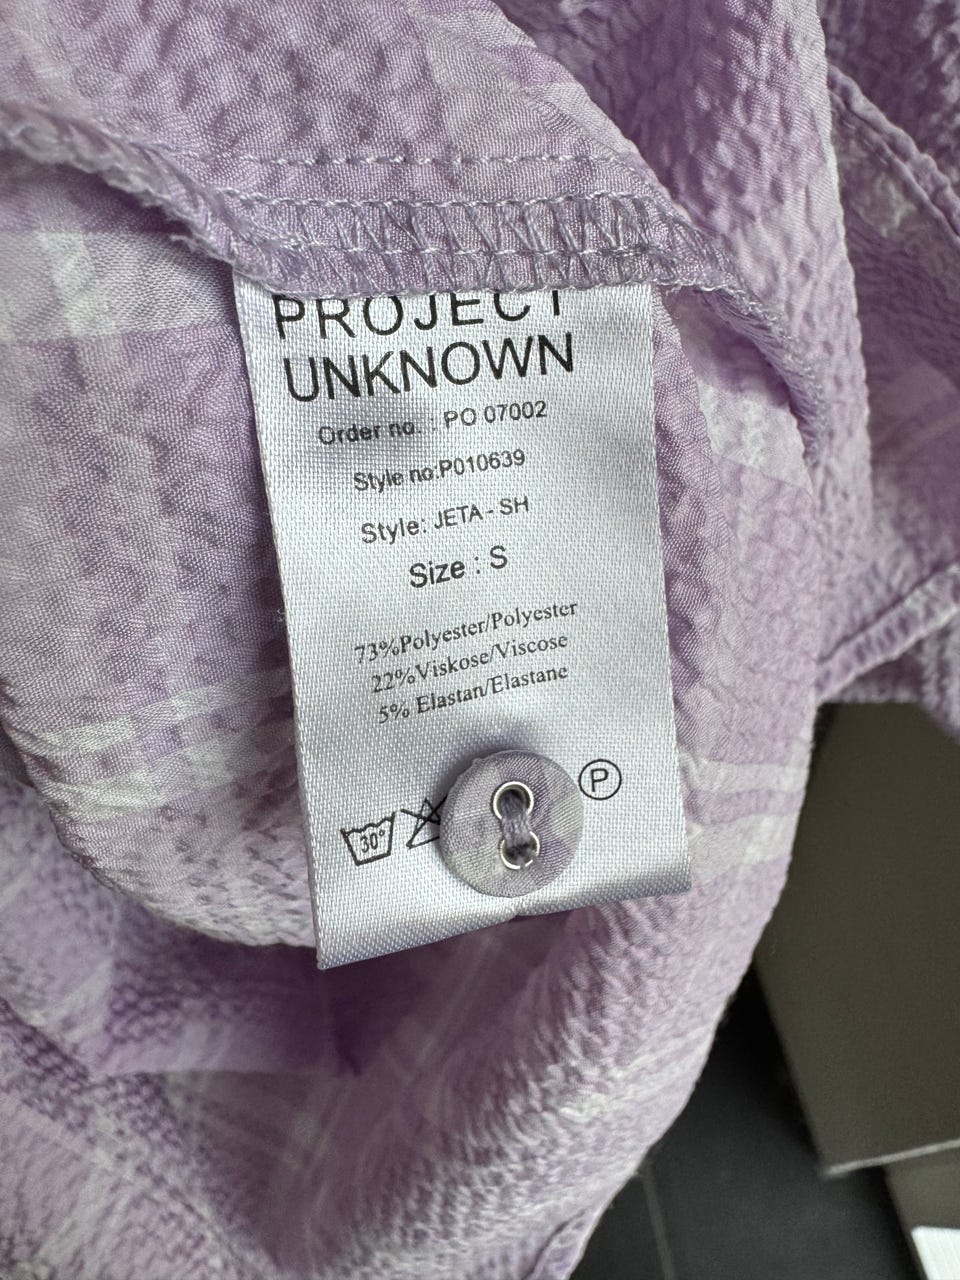 PROJECT
UNKNOWN
Order no. : PO 07002
Style no:P010639
Style: JETA - SH
Size : S
73%Polyester/Polyester
22%Viskose/Viscose
5% Elastan/Elastane
30°
P